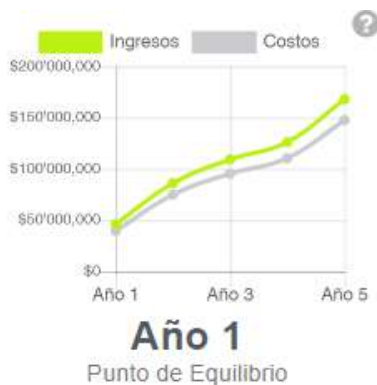 ?
Ingresos Costos
$200'000,000
$150'000,000
$100'000,000
$50'000,000
$0
Año 1 Año 3 Año 5
Año 1
Punto de Equilibrio